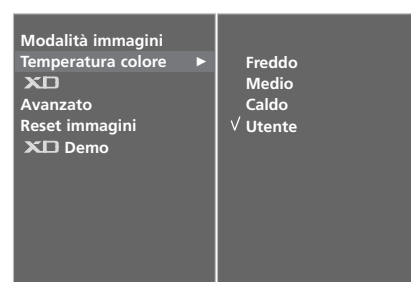 Modalità immagini
Temperatura colore ►
XD
Avanzato
Reset immagini
XD Demo
Freddo
Medio
Caldo
√ Utente